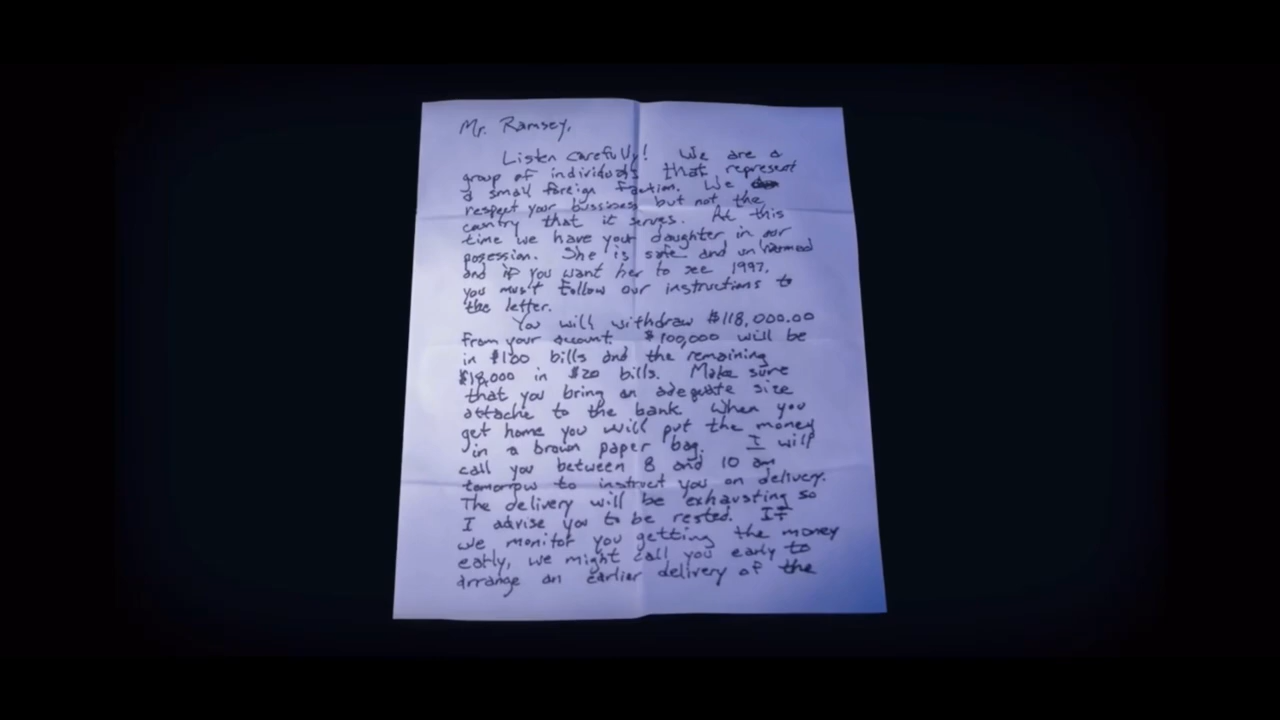 Mr. Ramsey,
Listen carefully! We are a
group of individuals that represent
a small foreign faction. We
respect your bussiness but not the
country that it serves. At this
time we have your daughter in our
posession. She is safe and unharmed
and if you want her to see 1997,
you must follow our instructions to
the letter.
You will withdraw $118,000.00
from your account. $100,000 will be
in $100 bills and the remaining
$18,000 in $20 bills. Make sure
that you bring an adequate size
attache to the bank. When you
get home you will put the money
in a brown paper bag. I will
call you between 8 and 10 am
tomorrow to instruct you on delivery.
The delivery will be exhausting so
I advise you to be rested. If
we monitor you getting the money
early, we might call you early to
arrange an earlier delivery of the